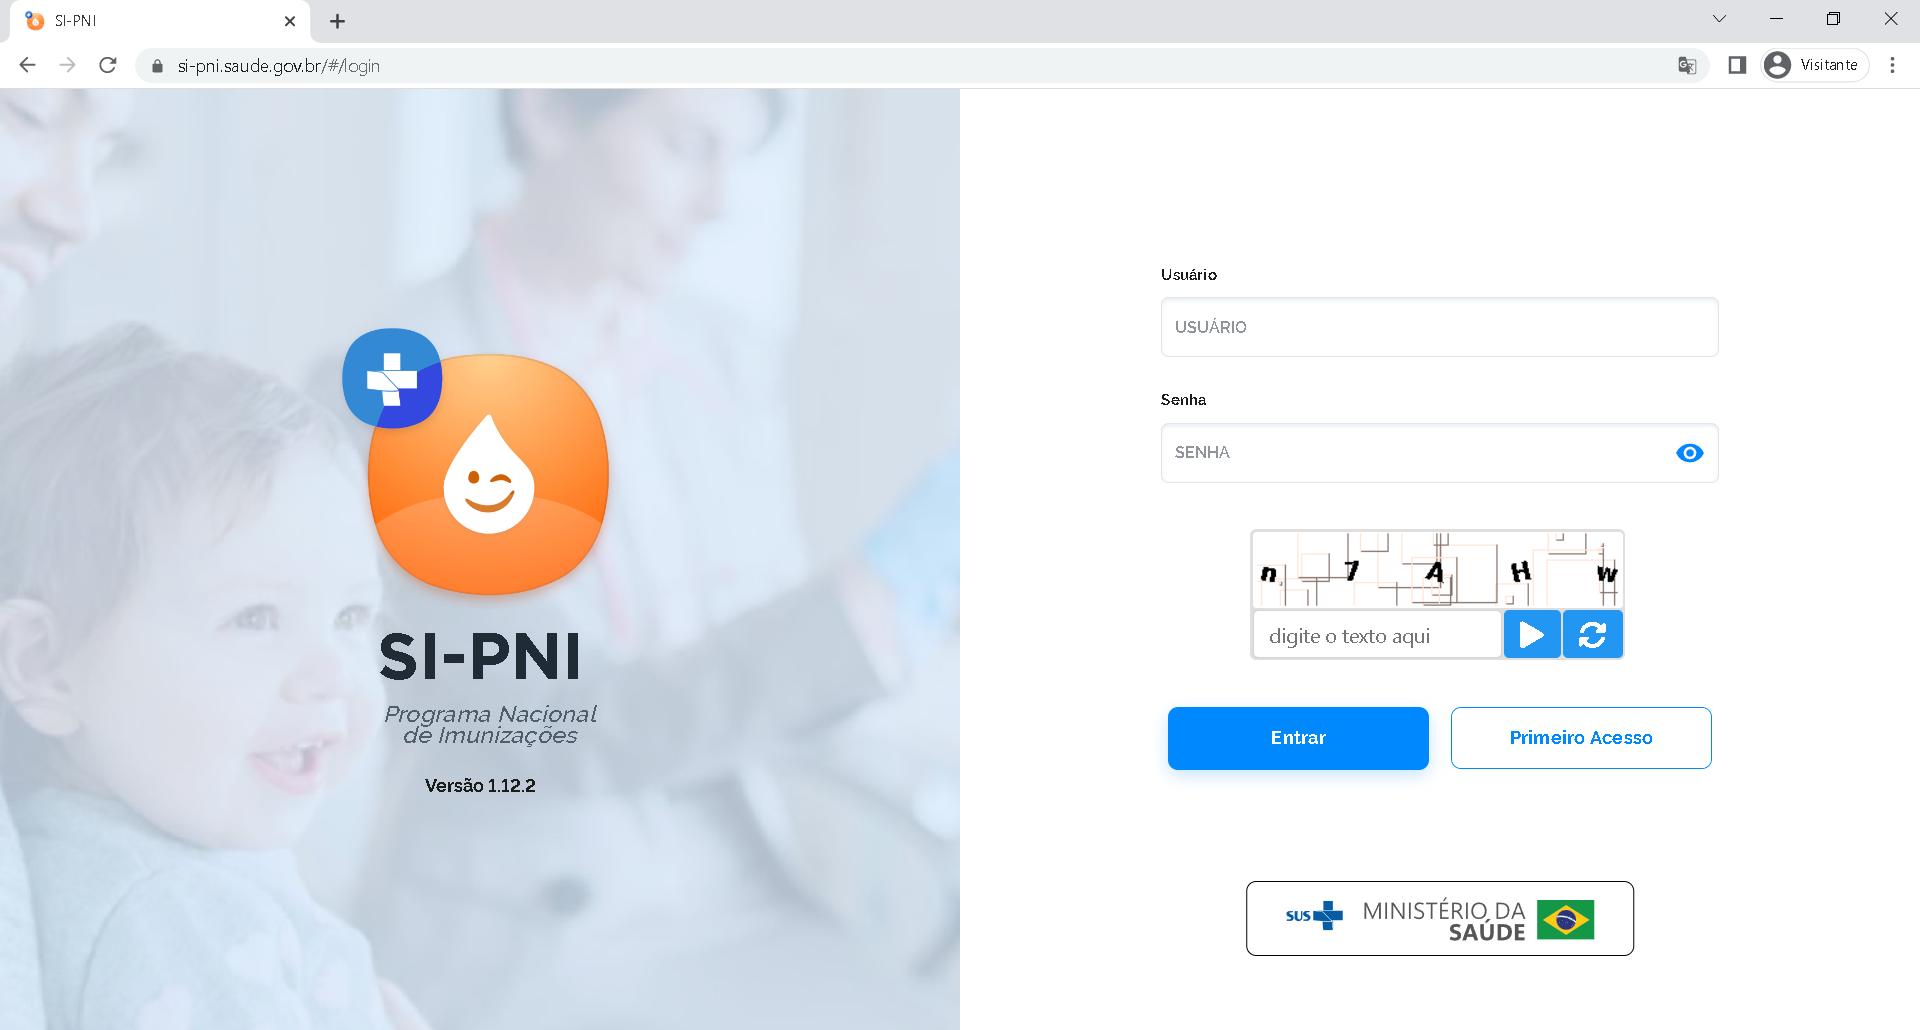 SI-PNI
si-pni.saude.gov.br/#/login
Visitante
SI-PNI
Programa Nacional
de Imunizações
Versão 1.12.2
Usuário
USUÁRIO
Senha
SENHA
n 7 A H w
digite o texto aqui
Entrar
Primeiro Acesso
SUS
MINISTÉRIO DA
SAÚDE